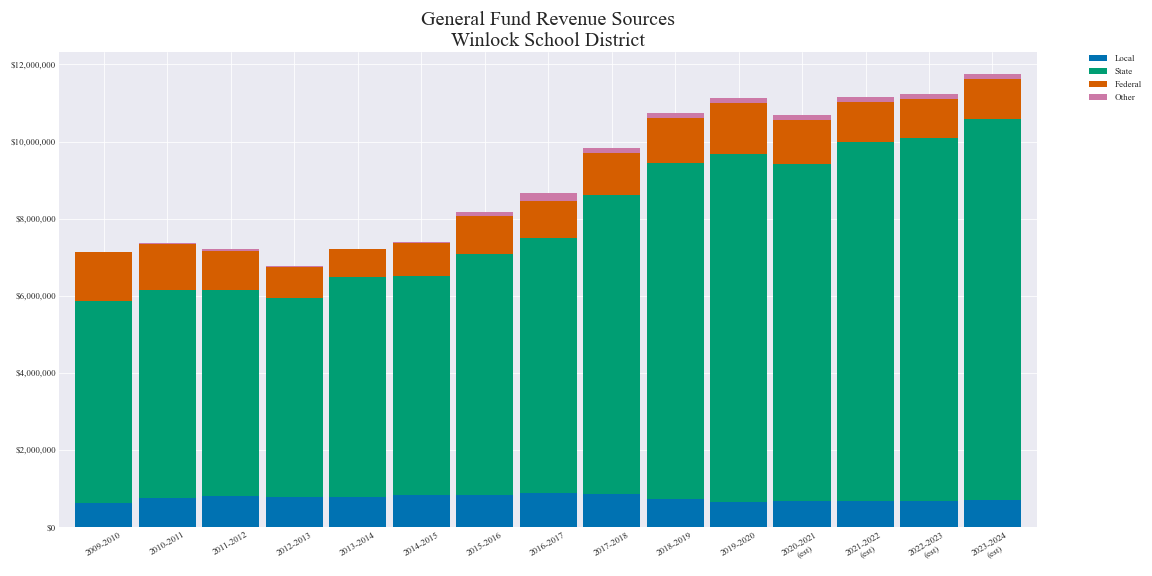 General Fund Revenue Sources
Winlock School District
$12,000,000
$10,000,000
$8,000,000
$6,000,000
$4,000,000
$2,000,000
$0
2009-2010
2010-2011
2011-2012
2012-2013
2013-2014
2014-2015
2015-2016
2016-2017
2017-2018
2018-2019
2019-2020
2020-2021
(est)
2021-2022
(est)
2022-2023
(est)
2023-2024
(est)
Local
State
Federal
Other